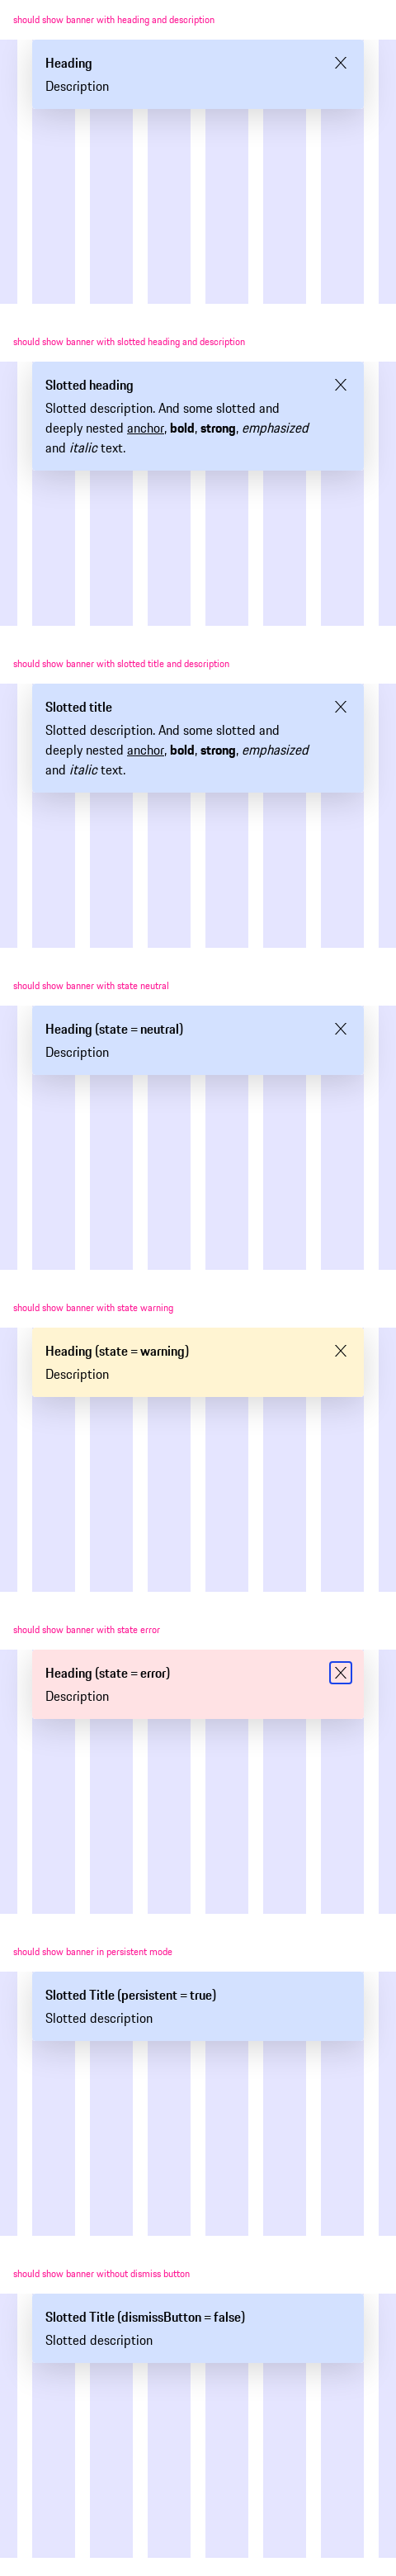 should show banner with heading and description
Heading
Description
should show banner with slotted heading and description
Slotted heading
Slotted description. And some slotted and
deeply nested anchor, bold, strong, emphasized
and italic text.
should show banner with slotted title and description
Slotted title
Slotted description. And some slotted and
deeply nested anchor, bold, strong, emphasized
and italic text.
should show banner with state neutral
Heading (state = neutral)
Description
should show banner with state warning
Heading (state = warning)
Description
should show banner with state error
Heading (state = error)
Description
should show banner in persistent mode
Slotted Title (persistent = true)
Slotted description
should show banner without dismiss button
Slotted Title (dismissButton = false)
Slotted description